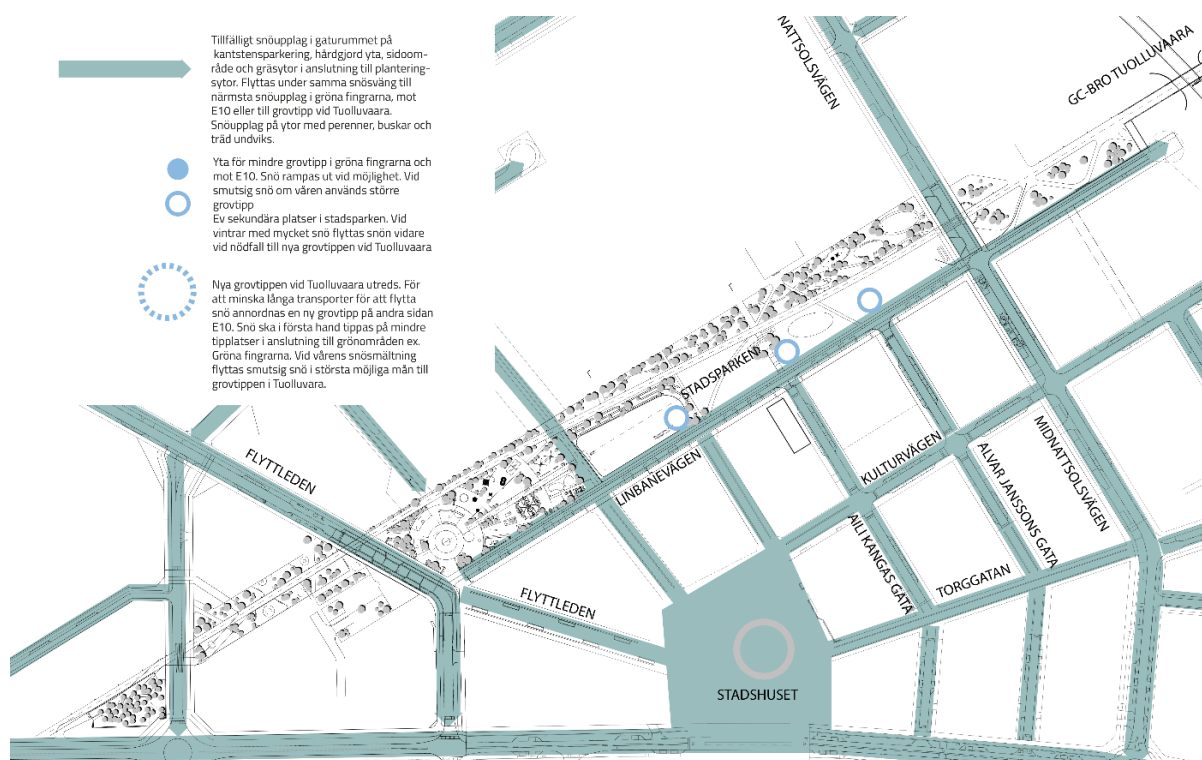 Tillfälligt snöupplag i gaturummet på
kantstensparkering, hårdgjord yta, sidoom-
råde och gräsytor i anslutning till plantering-
sytor. Flyttas under samma snösväng till
närmsta snöupplag i gröna fingrarna, mot
E10 eller till grovtipp vid Tuolluvaara.
Snöupplag på ytor med perenner, buskar och
träd undviks.
Yta för mindre grovtipp i gröna fingrarna och
mot E10. Snö rampas ut vid möjlighet. Vid
smutsig snö om våren används större
grovtipp
Ev sekundära platser i stadsparken. Vid
vintrar med mycket snö flyttas snön vidare
vid nödfall till nya grovtippen vid Tuolluvaara
Nya grovtippen vid Tuolluvaara utreds. För
att minska långa transporter för att flytta
snö annordnas en ny grovtipp på andra sidan
E10. Snö ska i första hand tippas på mindre
tipplatser i anslutning till grönområden ex.
Gröna fingrarna. Vid vårens snösmältning
flyttas smutsig snö i största möjliga mån till
grovtippen i Tuolluvara.
NATTSOLSVÄGEN
GC-BRO TUOLLUVAARA
STADSPARKEN
FLYTTLEDEN
LINBANEVÄGEN
KULTURVÄGEN
MIDNATTSOLSVÄGEN
ALVAR JANSSONS GATA
AILI KANGAS GATA
TORGGATAN
FLYTTLEDEN
STADSHUSET